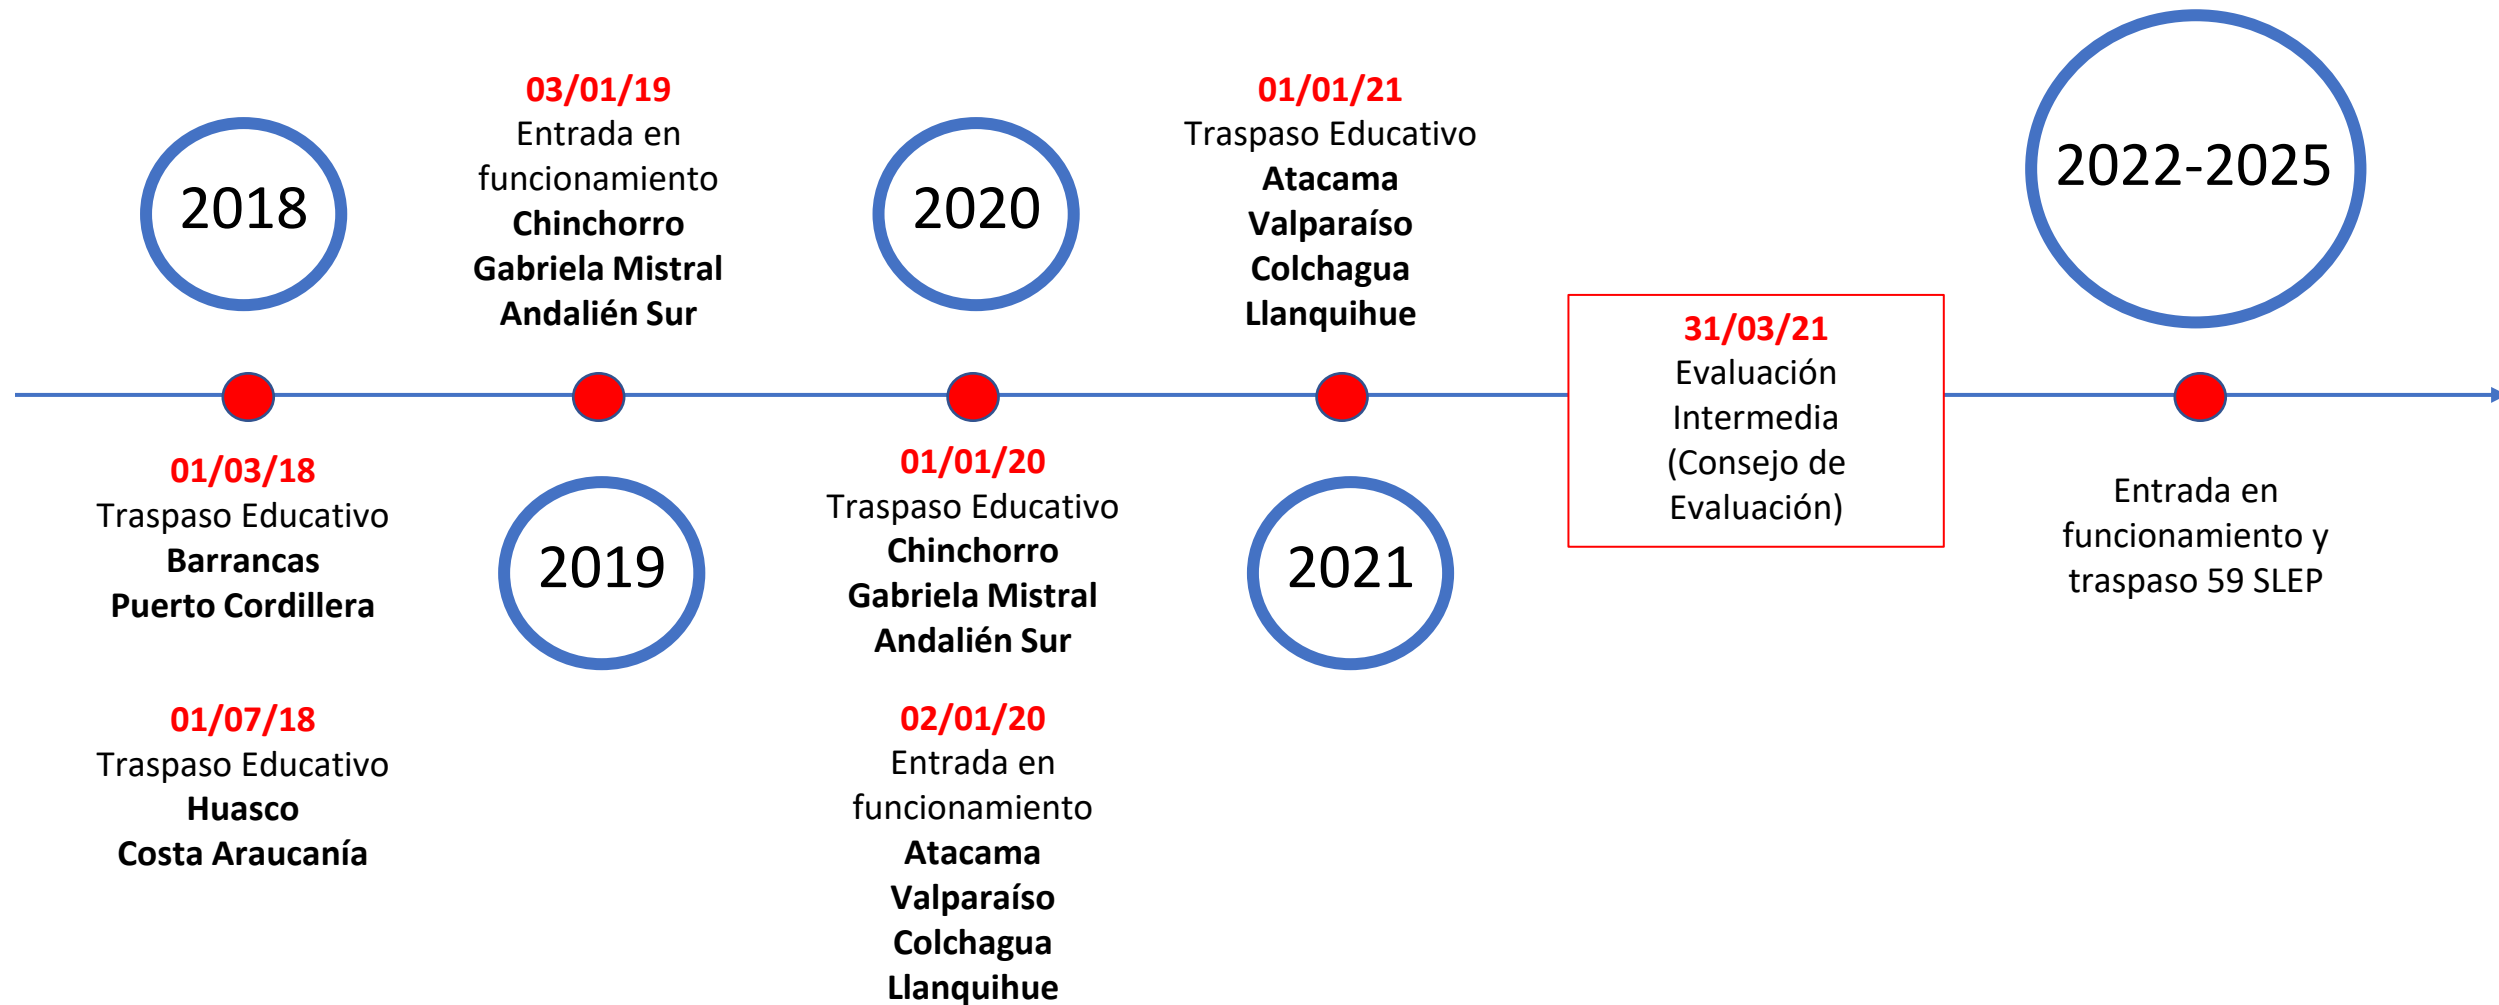 2018
01/03/18
Traspaso Educativo
Barrancas
Puerto Cordillera
01/07/18
Traspaso Educativo
Huasco
Costa Araucanía
03/01/19
Entrada en
funcionamiento
Chinchorro
Gabriela Mistral
Andalién Sur
2019
2020
01/01/20
Traspaso Educativo
Chinchorro
Gabriela Mistral
Andalién Sur
02/01/20
Entrada en
funcionamiento
Atacama
Valparaíso
Colchagua
Llanquihue
01/01/21
Traspaso Educativo
Atacama
Valparaíso
Colchagua
Llanquihue
2021
31/03/21
Evaluación
Intermedia
(Consejo de
Evaluación)
2022-2025
Entrada en
funcionamiento y
traspaso 59 SLEP